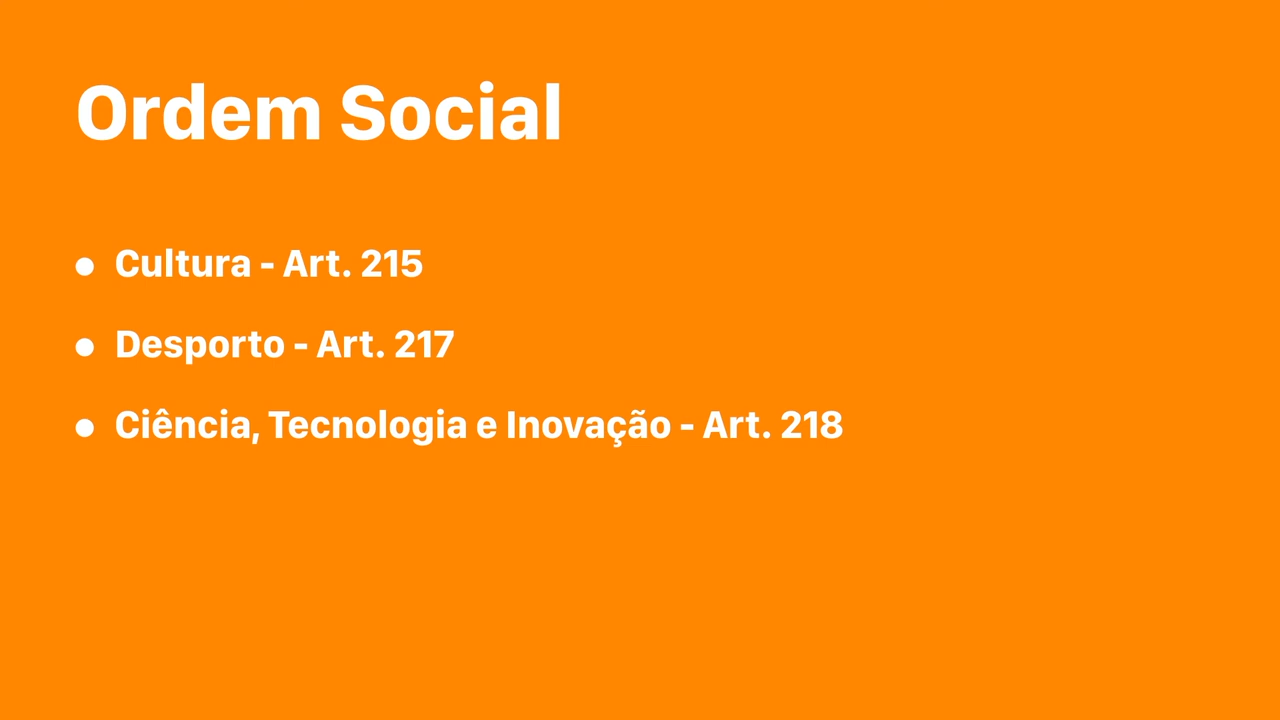 Ordem Social
• Cultura - Art. 215
• Desporto - Art. 217
• Ciência, Tecnologia e Inovação - Art. 218